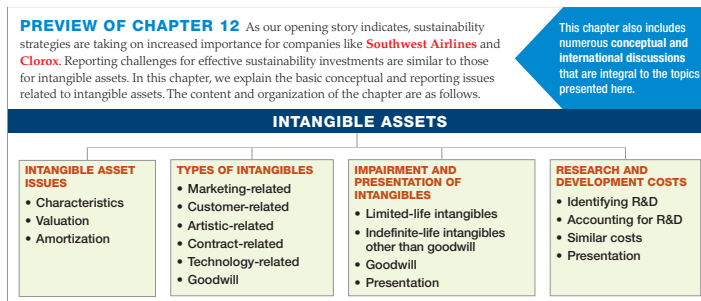 PREVIEW OF CHAPTER 12 As our opening story indicates, sustainability
strategies are taking on increased importance for companies like Southwest Airlines and
Clorox. Reporting challenges for effective sustainability investments are similar to those
for intangible assets. In this chapter, we explain the basic conceptual and reporting issues
related to intangible assets. The content and organization of the chapter are as follows.
This chapter also includes
numerous conceptual and
international discussions
that are integral to the topics
presented here.
INTANGIBLE ASSETS
INTANGIBLE ASSET
ISSUES
• Characteristics
• Valuation
• Amortization
TYPES OF INTANGIBLES
• Marketing-related
• Customer-related
• Artistic-related
• Contract-related
• Technology-related
• Goodwill
IMPAIRMENT AND
PRESENTATION OF
INTANGIBLES
• Limited-life intangibles
• Indefinite-life intangibles
other than goodwill
• Goodwill
• Presentation
RESEARCH AND
DEVELOPMENT COSTS
• Identifying R&D
• Accounting for R&D
• Similar costs
• Presentation